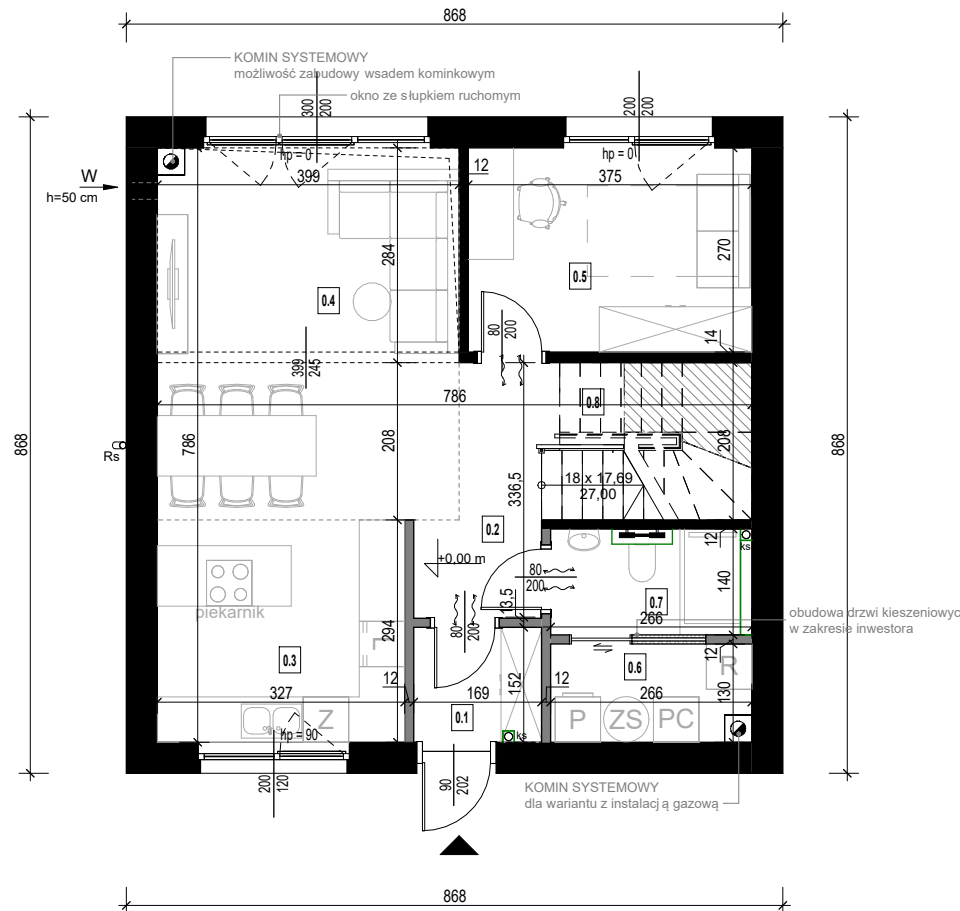 868
KOMIN SYSTEMOWY
możliwość zabudowy wsadem kominkowym
okno ze słupkiem ruchomym
300
200
200
200
hp = 0
hp = 0
W
h=50 cm
399
12
375
284
270
0.5
0.4
80
200
14
399
245
0.8
786
868
868
Rs
786
208
208
336,5
18 x 17,69
27,00
0.2
+0,00 m
12
ks
80
200
140
piekarnik
13,5
0.7
266
obudowa drzwi kieszeniowyc
w zakresie inwestora
80
200
294
0.3
12
0.6
R
130
152
327
12
169
12
266
0.1
Z
P
ZS
PC
hp = 90
ks
200
120
90
202
KOMIN SYSTEMOWY
dla wariantu z instalacją gazową
868